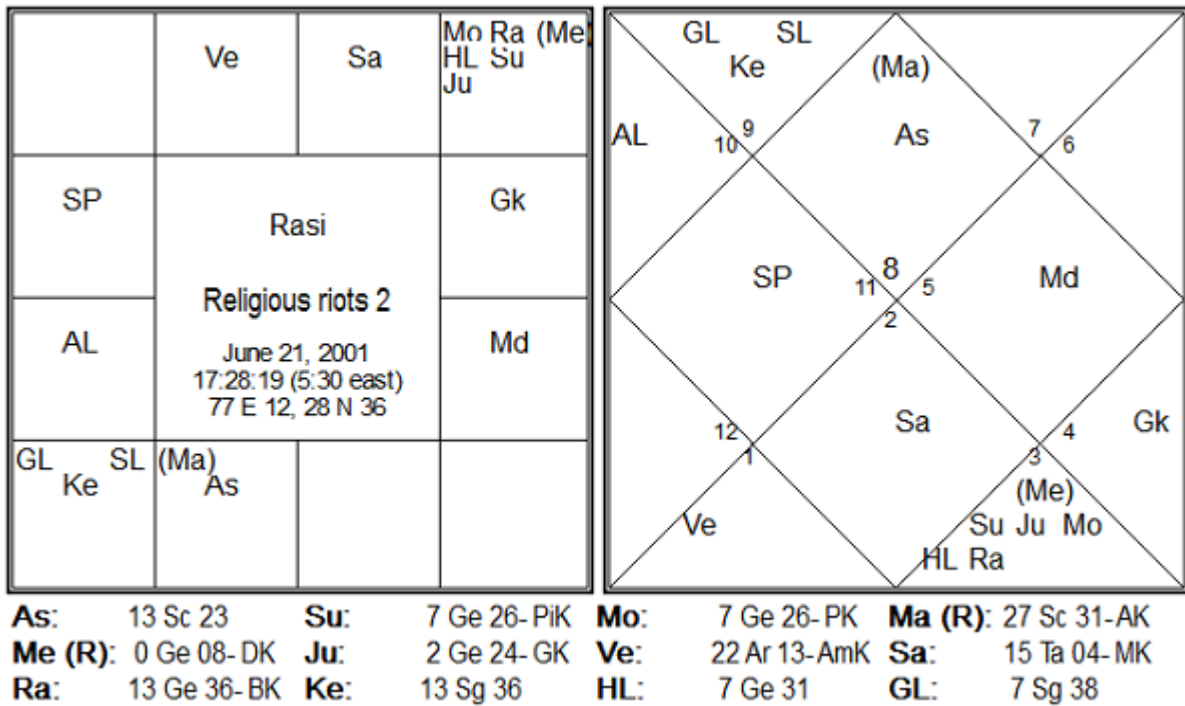 Ve
Sa
Mo Ra (Me)
HL Su
Ju
SP
Gk
Rasi
Religious riots 2
AL
Md
June 21, 2001
17:28:19 (5:30 east)
77 E 12, 28 N 36
GL SL (Ma)
Ke As
GL SL
Ke
(Ma)
AL
9
10
As
7
6
SP
8
11 5
2
Md
Sa
12
1
4
3
Gk
Ve
(Me)
Su Ju Mo
HL Ra
As: 13 Sc 23 Su: 7 Ge 26-PiK Mo: 7 Ge 26-PK Ma (R): 27 Sc 31-AK
Me (R): 0 Ge 08-DK Ju: 2 Ge 24-GK Ve: 22 Ar 13-AmK Sa: 15 Ta 04-MK
Ra: 13 Ge 36-BK Ke: 13 Sg 36 HL: 7 Ge 31 GL: 7 Sg 38